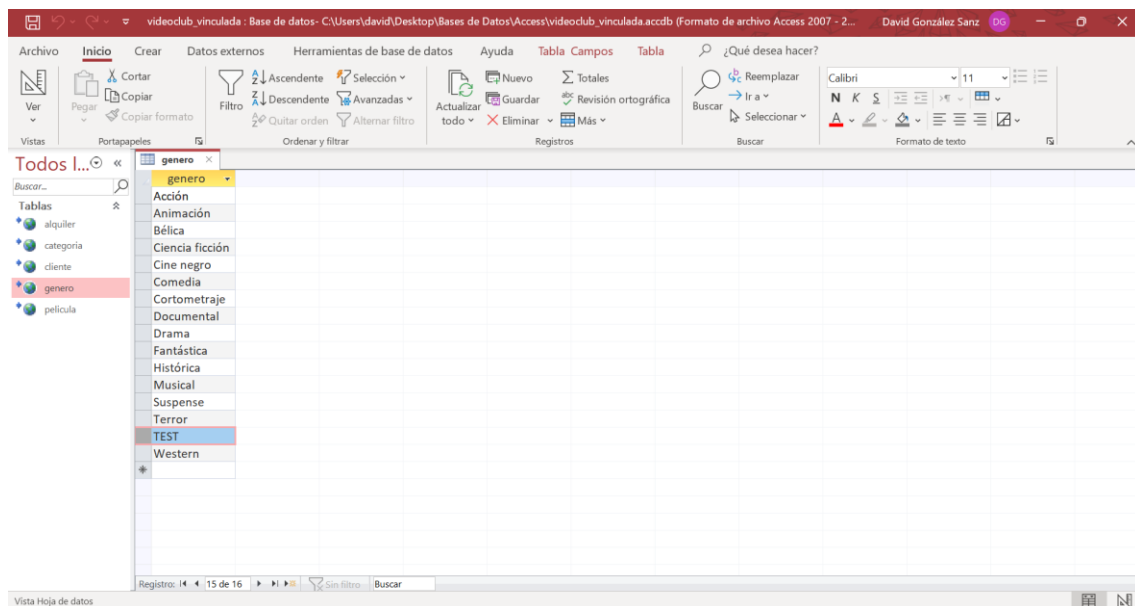 videoclub_vinculada : Base de datos- C:\Users\david\Desktop\Bases de Datos\Access\videoclub_vinculada.accdb (Formato de archivo Access 2007 - 2... David González Sanz DG
Archivo Inicio Crear Datos externos Herramientas de base de datos Ayuda Tabla Campos Tabla ¿Qué desea hacer?
Ver
Vistas
Pegar
Cortar
Copiar
Copiar formato
Portapapeles
Filtro
Ascendente
Descendente
Quitar orden
Selección
Avanzadas
Alternar filtro
Ordenar y filtrar
Actualizar
todo
Nuevo
Guardar
Eliminar
Totales
Revisión ortográfica
Más
Registros
Buscar
Reemplazar
Ir a
Seleccionar
Buscar
Calibri 11
N K S
A
Formato de texto
Todos l...
Buscar...
Tablas
alquiler
categoria
cliente
genero
pelicula
genero
genero
Acción
Animación
Bélica
Ciencia ficción
Cine negro
Comedia
Cortometraje
Documental
Drama
Fantástica
Histórica
Musical
Suspense
Terror
TEST
Western
Registro: 15 de 16 Sin filtro Buscar
Vista Hoja de datos